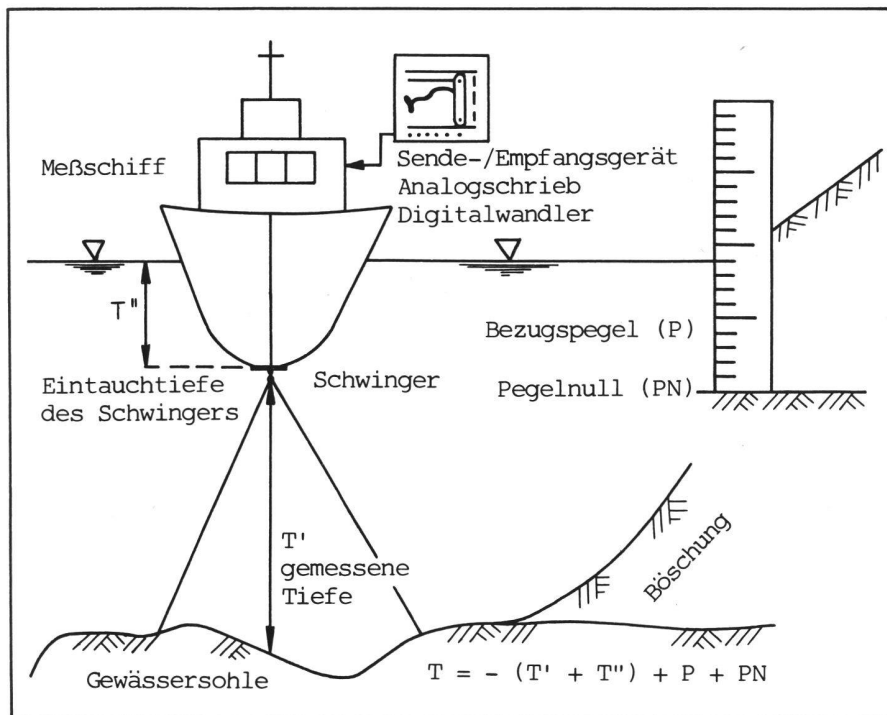 Meßschiff
Sende-/Empfangsgerät
Analogschrieb
Digitalwandler
T"
Bezugspegel (P)
Eintauchtiefe
des Schwingers
Schwinger
Pegelnull (PN)
T'
gemessene
Tiefe
Böschung
Gewässersohle
T = - (T' + T") + P + PN